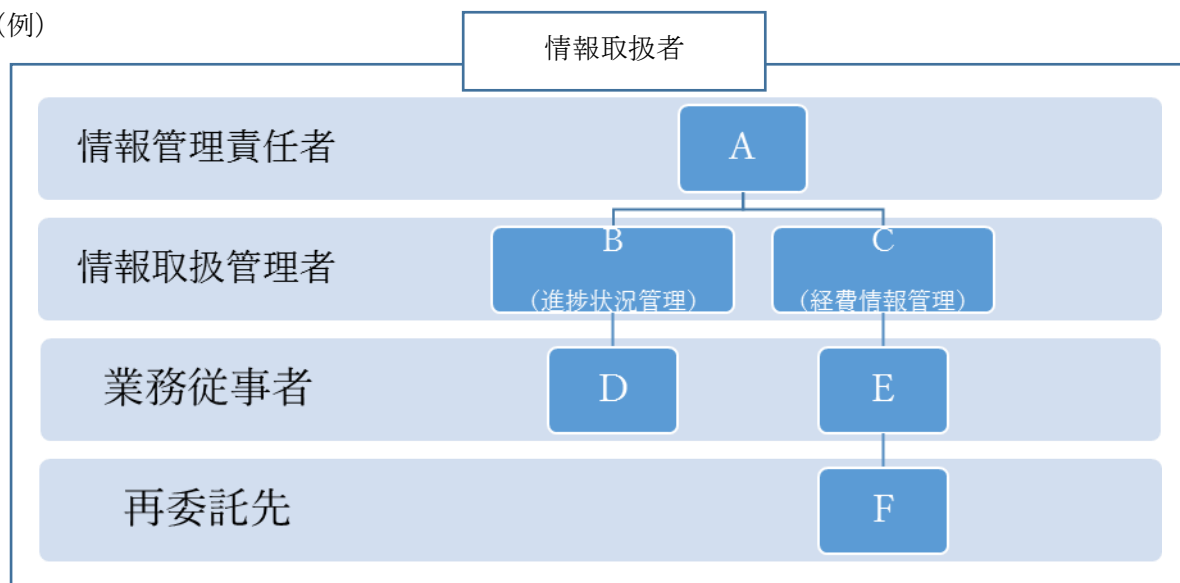 (例)
情報取扱者
情報管理責任者
A
情報取扱管理者
B
(進捗状況管理)
C
(経費情報管理)
業務従事者
D
E
再委託先
F